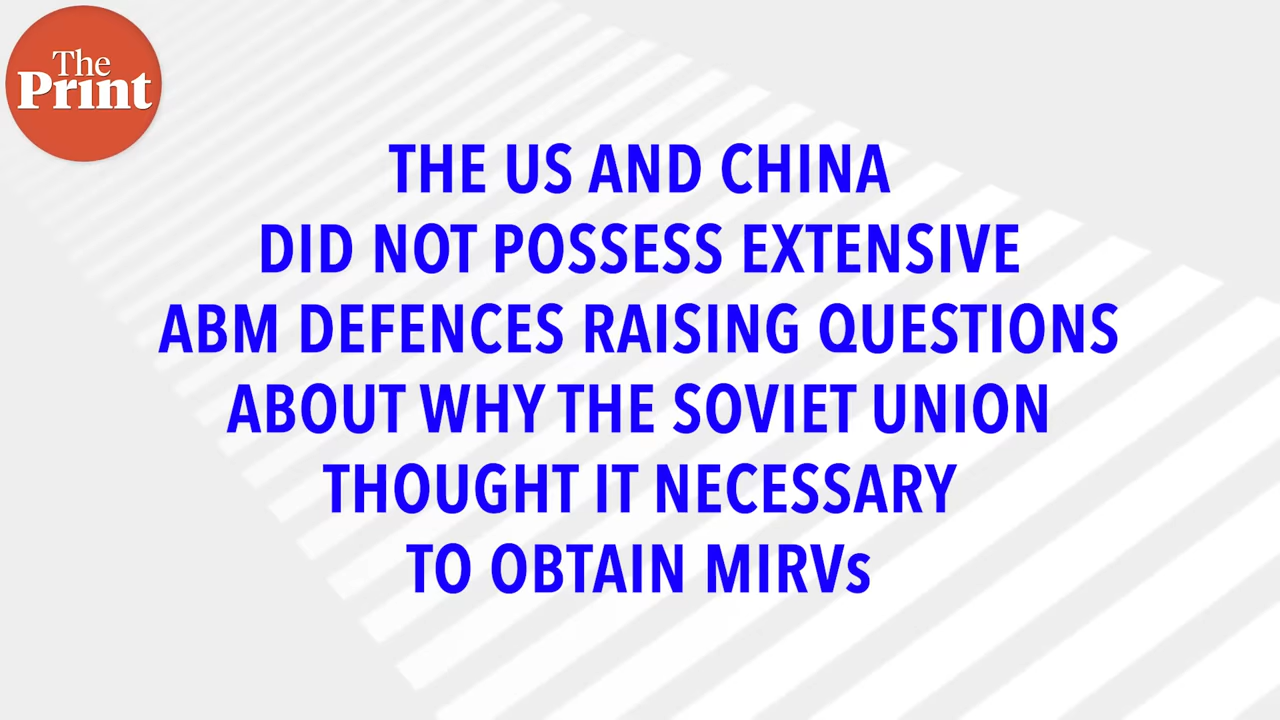 The
Print
THE US AND CHINA
DID NOT POSSESS EXTENSIVE
ABM DEFENCES RAISING QUESTIONS
ABOUT WHY THE SOVIET UNION
THOUGHT IT NECESSARY
TO OBTAIN MIRVs